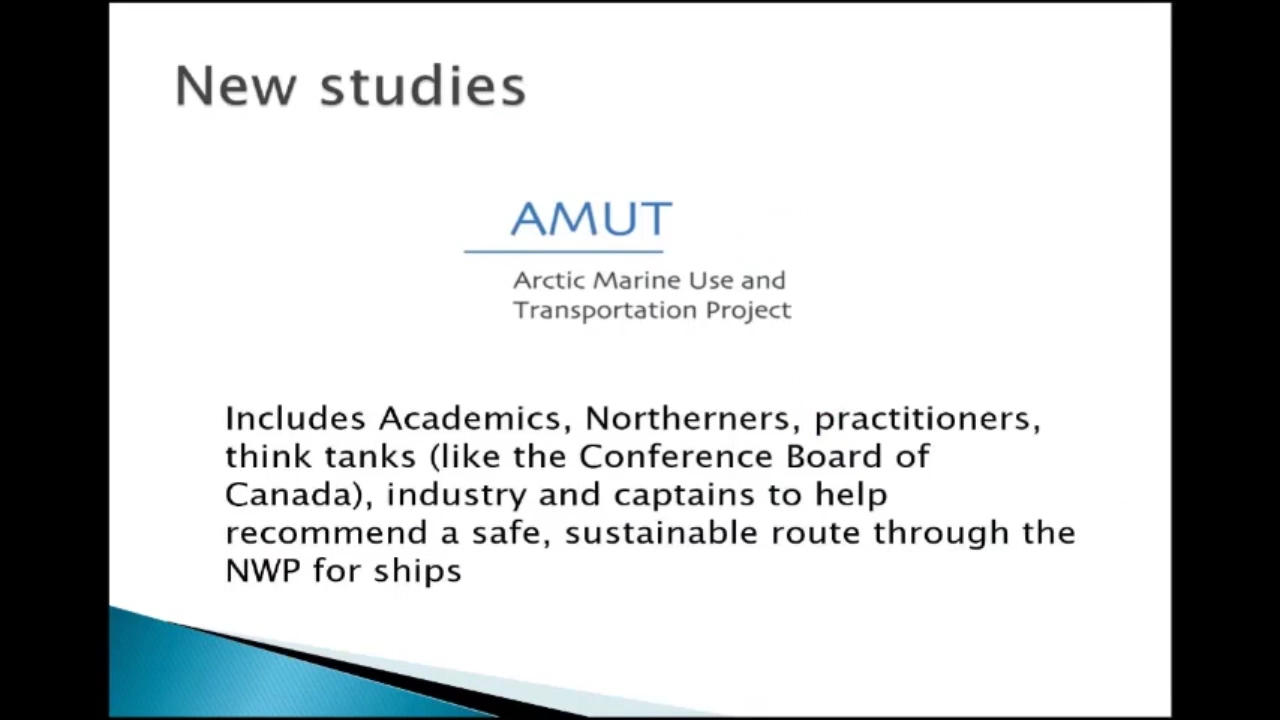 New studies
AMUT
Arctic Marine Use and
Transportation Project
Includes Academics, Northerners, practitioners,
think tanks (like the Conference Board of
Canada), industry and captains to help
recommend a safe, sustainable route through the
NWP for ships